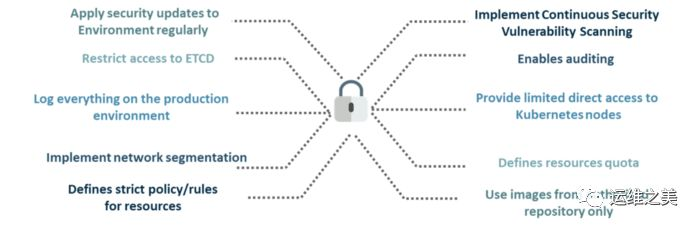 Apply security updates to
Environment regularly
Restrict access to ETCD
Log everything on the production
environment
Implement network segmentation
Defines strict policy/rules
for resources
Implement Continuous Security
Vulnerability Scanning
Enables auditing
Provide limited direct access to
Kubernetes nodes
Defines resources quota
Use images from
repository only
运维之美